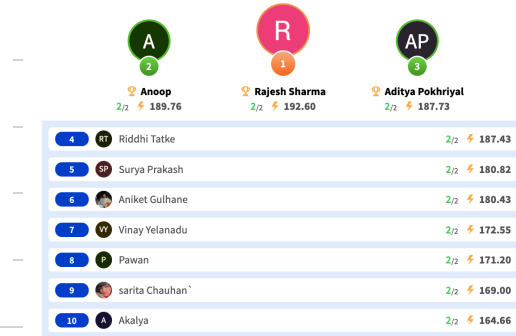 A
R
AP
2
1
3
Anoop
Rajesh Sharma
Aditya Pokhriyal
2/2 189.76
2/2 192.60
2/2 187.73
4 RT Riddhi Tatke 2/2 187.43
5 SP Surya Prakash 2/2 180.82
6 Aniket Gulhane 2/2 180.43
7 VY Vinay Yelanadu 2/2 172.55
8 P Pawan 2/2 171.20
9 sarita Chauhan` 2/2 169.00
10 A Akalya 2/2 164.66